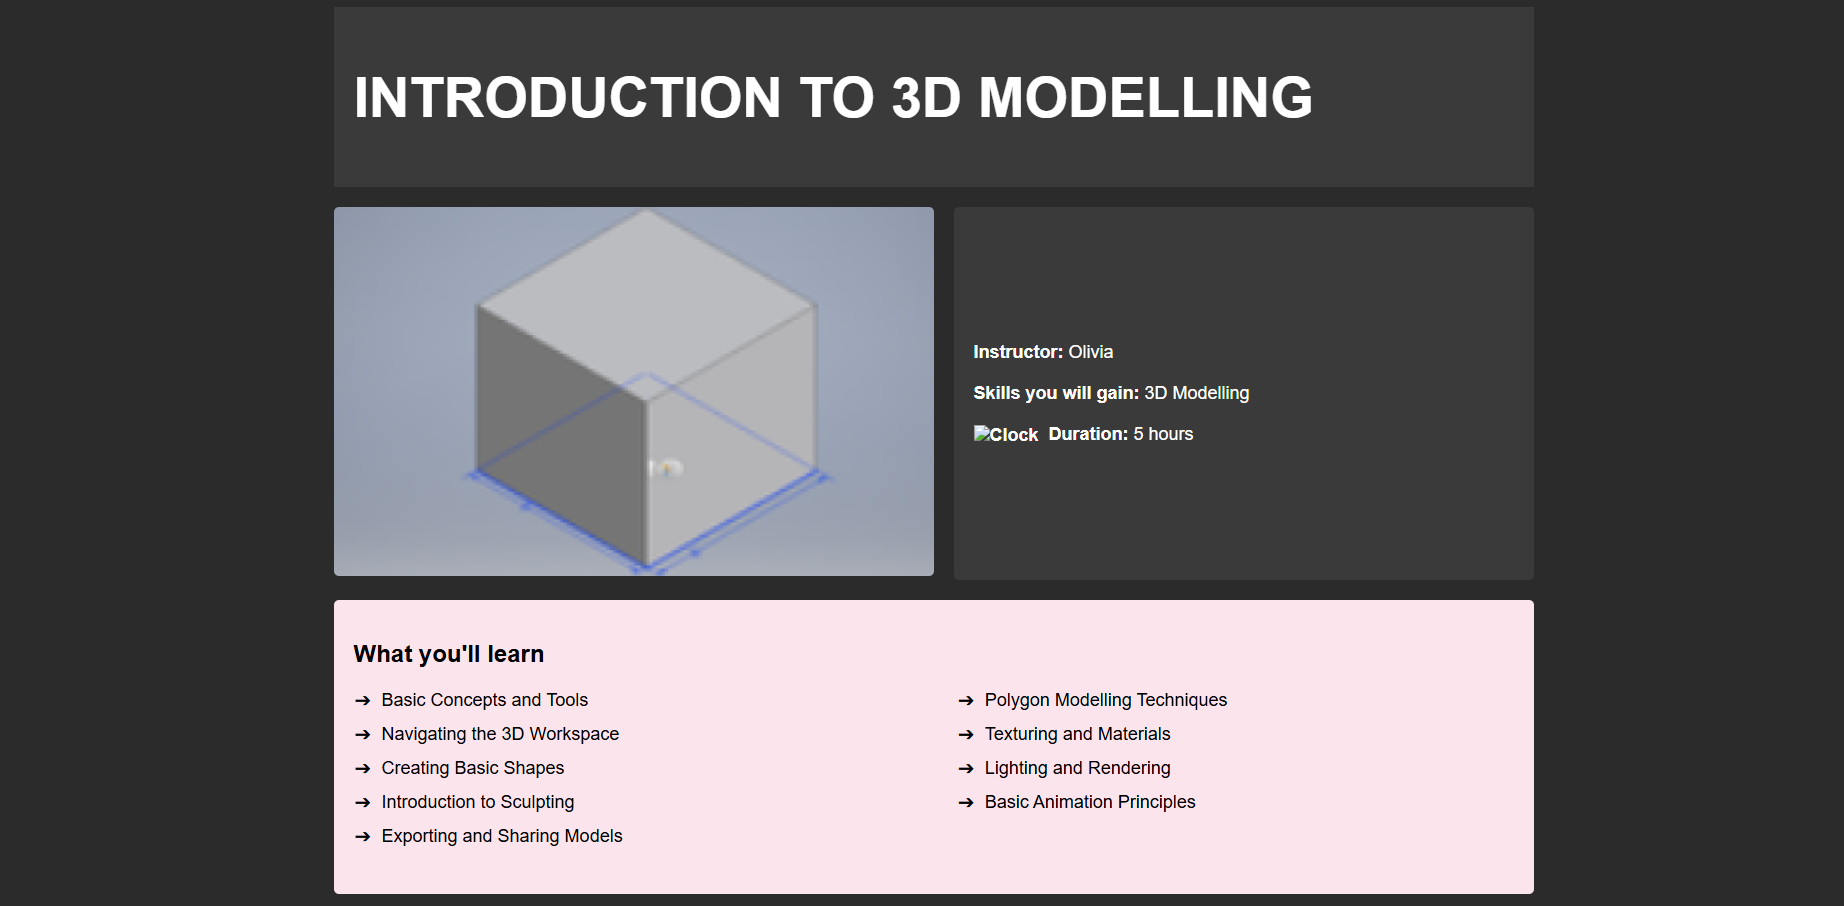 INTRODUCTION TO 3D MODELLING
Instructor: Olivia
Skills you will gain: 3D Modelling
Clock Duration: 5 hours
What you'll learn
➔ Basic Concepts and Tools
➔ Navigating the 3D Workspace
➔ Creating Basic Shapes
➔ Introduction to Sculpting
➔ Exporting and Sharing Models
➔ Polygon Modelling Techniques
➔ Texturing and Materials
➔ Lighting and Rendering
➔ Basic Animation Principles